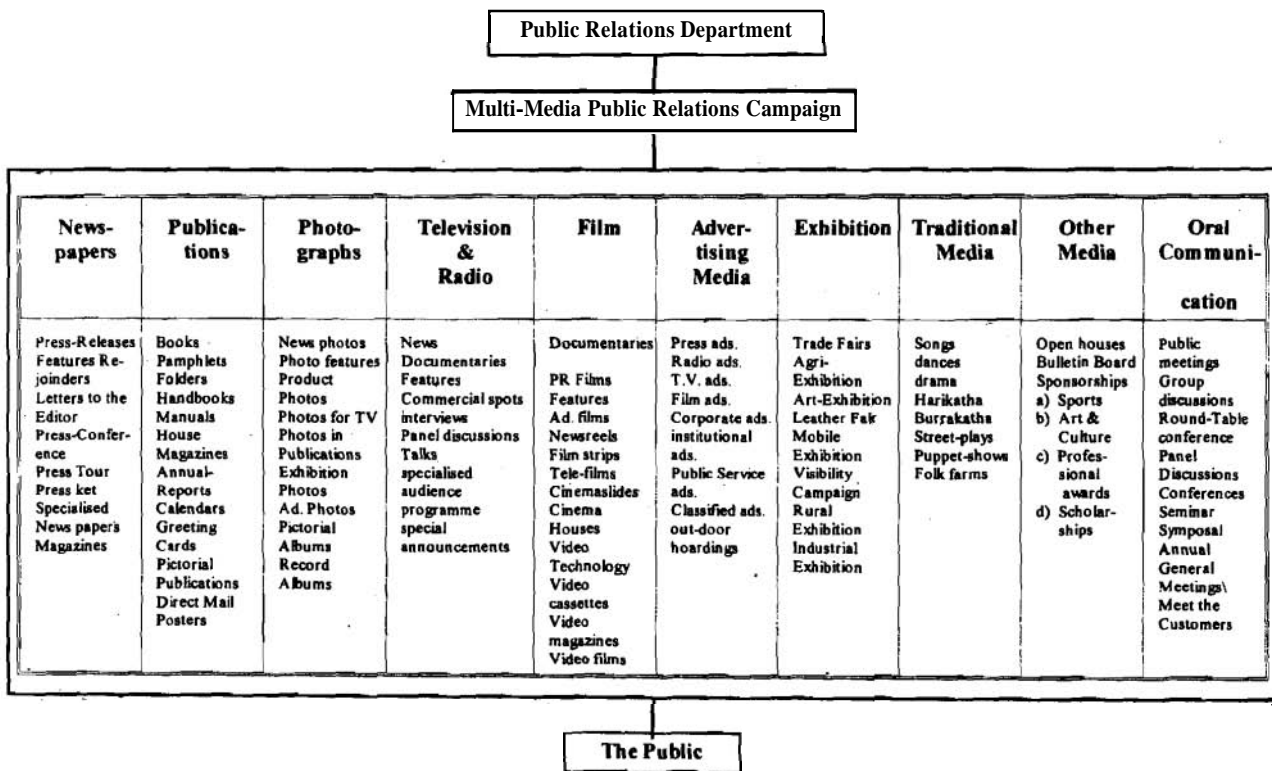 Public Relations Department
Multi-Media Public Relations Campaign
News-
papers
Press-Releases
Features Re-
joinders
Letters to the
Editor
Press-Confer-
ence
Press Tour
Press ket
Specialised
News papers
Magazines
Publica-
tions
Books
Pamphlets
Folders
Handbooks
Manuals
House
Magazines
Annual-
Reports
Calendars
Greeting
Cards
Pictorial
Publications
Direct Mail
Posters
Photo-
graphs
News photos
Photo features
Product
Photos
Photos for TV
Photos in
Publications
Exhibition
Photos
Ad. Photos
Pictorial
Albums
Record
Albums
Television
&
Radio
News
Documentaries
Features
Commercial spots
interviews
Panel discussions
Talks
specialised
audience
programme
special
announcements
Film
Documentaries
PR Films
Features
Ad. films
Newsreels
Film strips
Tele-films
Cinemaslides
Cinema
Houses
Video
Technology
Video
cassettes
Video
magazines
Video films
Adver-
tising
Media
Press ads.
Radio ads.
T.V. ads.
Film ads.
Corporate ads.
institutional
ads.
Public Service
ads.
Classified ads.
out-door
hoardings
Exhibition
Trade Fairs
Agri-
Exhibition
Art-Exhibition
Leather Fair
Mobile
Exhibition
Visibility
Campaign
Rural
Exhibition
Industrial
Exhibition
Traditional
Media
Songs
dances
drama
Harikatha
Burrakatha
Street-plays
Puppet-shows
Folk farms
Other
Media
Open houses
Bulletin Board
Sponsorships
a) Sports
b) Art &
Culture
c) Profes-
sional
awards
d) Scholar-
ships
Oral
Communi-
cation
Public
meetings
Group
discussions
Round-Table
conference
Panel
Discussions
Conferences
Seminar
Symposal
Annual
General
Meetings\
Meet the
Customers
The Public